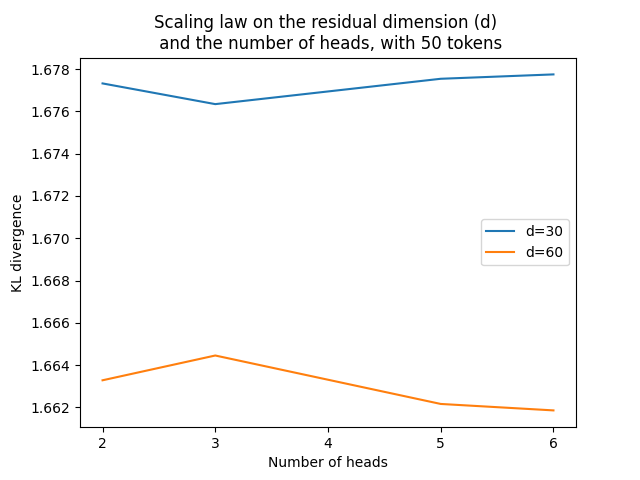 Scaling law on the residual dimension (d)
and the number of heads, with 50 tokens
1.678
1.676
1.674
1.672
1.670
1.668
1.666
1.664
1.662
KL divergence
d=30
d=60
2 3 4 5 6
Number of heads